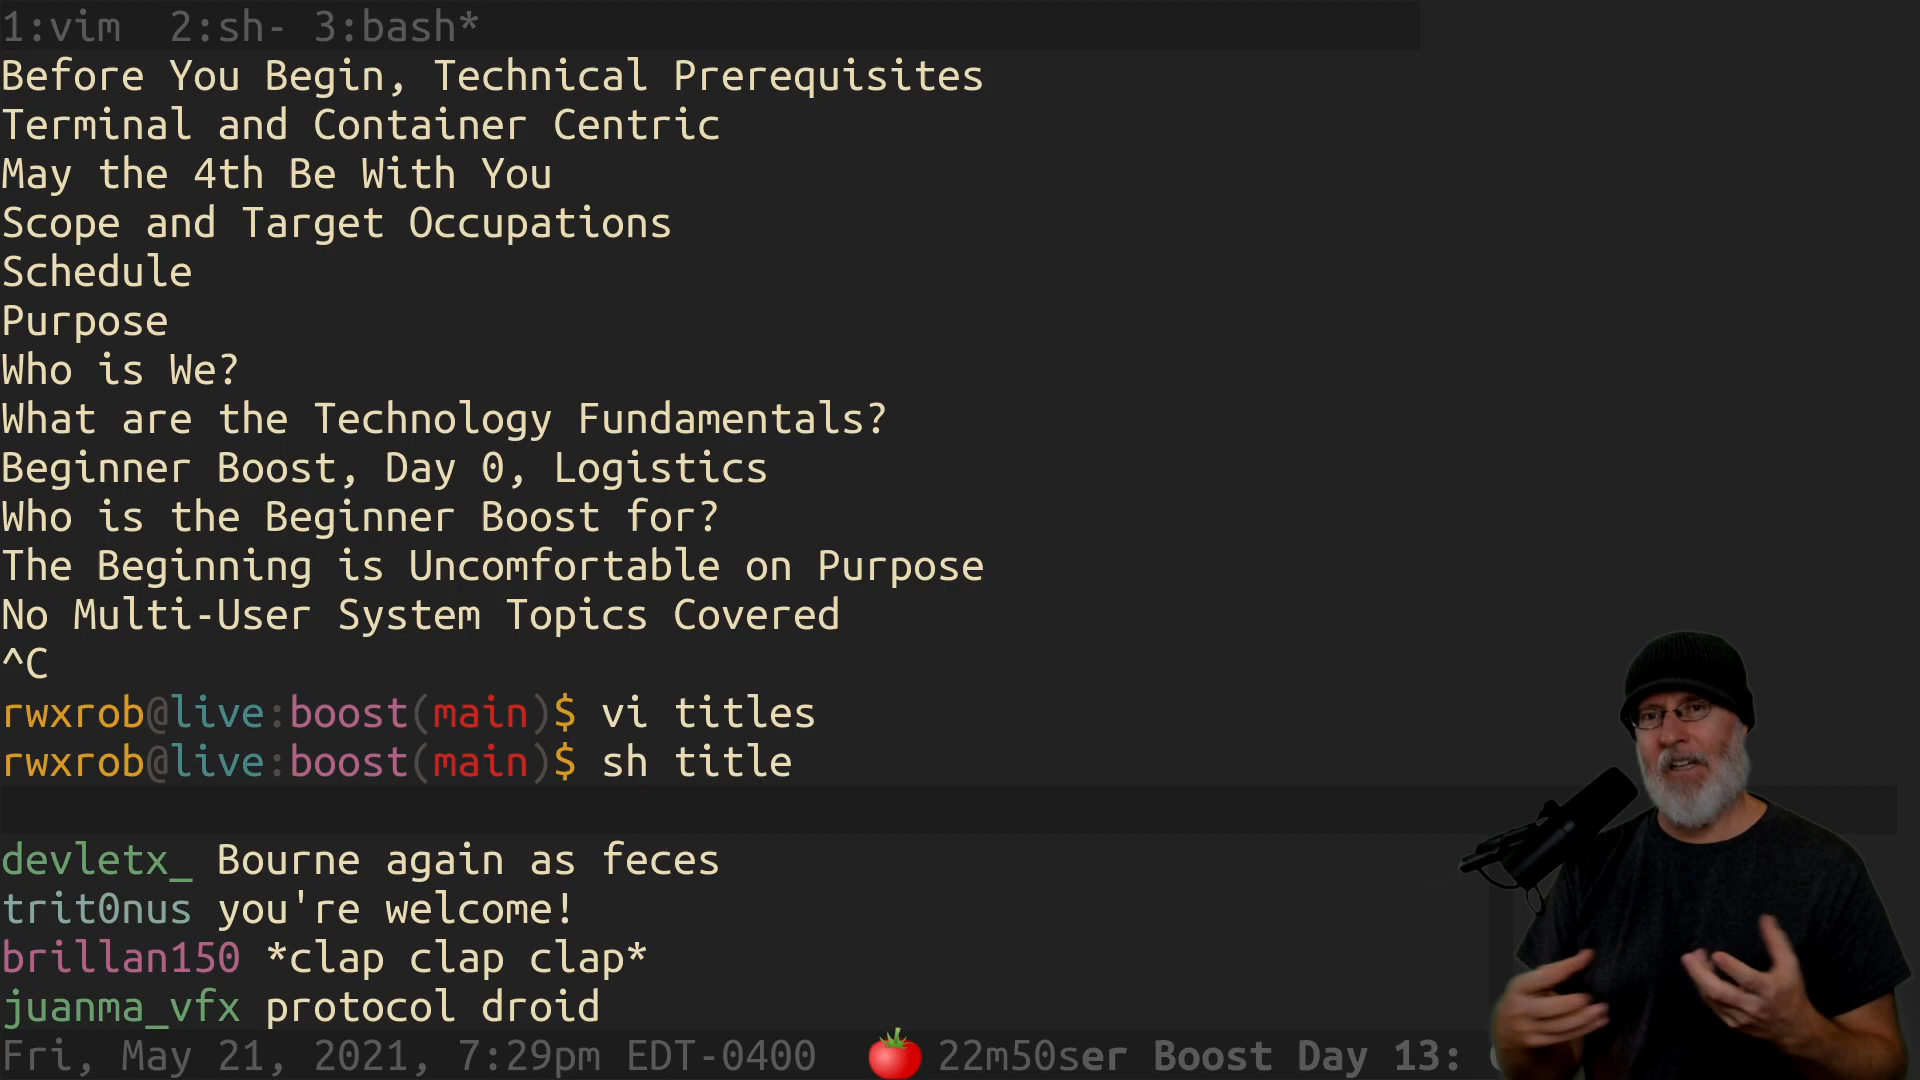 1:vim  2:sh- 3:bash*
Before You Begin, Technical Prerequisites
Terminal and Container Centric
May the 4th Be With You
Scope and Target Occupations
Schedule
Purpose
Who is We?
What are the Technology Fundamentals?
Beginner Boost, Day 0, Logistics
Who is the Beginner Boost for?
The Beginning is Uncomfortable on Purpose
No Multi-User System Topics Covered
^C
rwxrob@live:boost(main)$ vi titles
rwxrob@live:boost(main)$ sh title
devletx_ Bourne again as feces
trit0nus you're welcome!
brillan150 *clap clap clap*
juanma_vfx protocol droid
Fri, May 21, 2021, 7:29pm EDT-0400 🍅 22m50ser Boost Day 13: